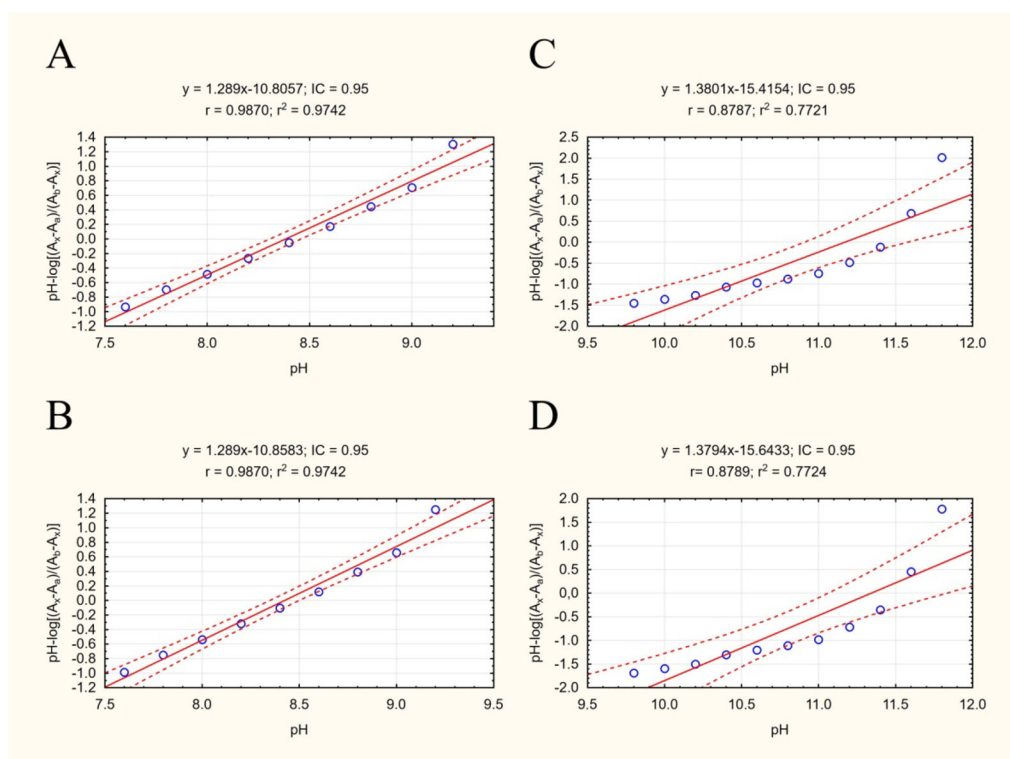 A
y = 1.289x-10.8057; IC = 0.95
r = 0.9870; r² = 0.9742
1.4
1.2
1.0
0.8
0.6
0.4
0.2
0.0
-0.2
-0.4
-0.6
-0.8
-1.0
-1.2
pH-log[(Aₓ-Aₐ)/(A_b-Aₓ)]
7.5 8.0 8.5 9.0
pH
C
y = 1.3801x-15.4154; IC = 0.95
r = 0.8787; r² = 0.7721
2.5
2.0
1.5
1.0
0.5
0.0
-0.5
-1.0
-1.5
-2.0
pH-log[(Aₓ-Aₐ)/(A_b-Aₓ)]
9.5 10.0 10.5 11.0 11.5 12.0
pH
B
y = 1.289x-10.8583; IC = 0.95
r = 0.9870; r² = 0.9742
1.4
1.2
1.0
0.8
0.6
0.4
0.2
0.0
-0.2
-0.4
-0.6
-0.8
-1.0
-1.2
pH-log[(Aₓ-Aₐ)/(A_b-Aₓ)]
7.5 8.0 8.5 9.0 9.5
pH
D
y = 1.3794x-15.6433; IC = 0.95
r= 0.8789; r² = 0.7724
2.0
1.5
1.0
0.5
0.0
-0.5
-1.0
-1.5
-2.0
pH-log[(Aₓ-Aₐ)/(A_b-Aₓ)]
9.5 10.0 10.5 11.0 11.5 12.0
pH